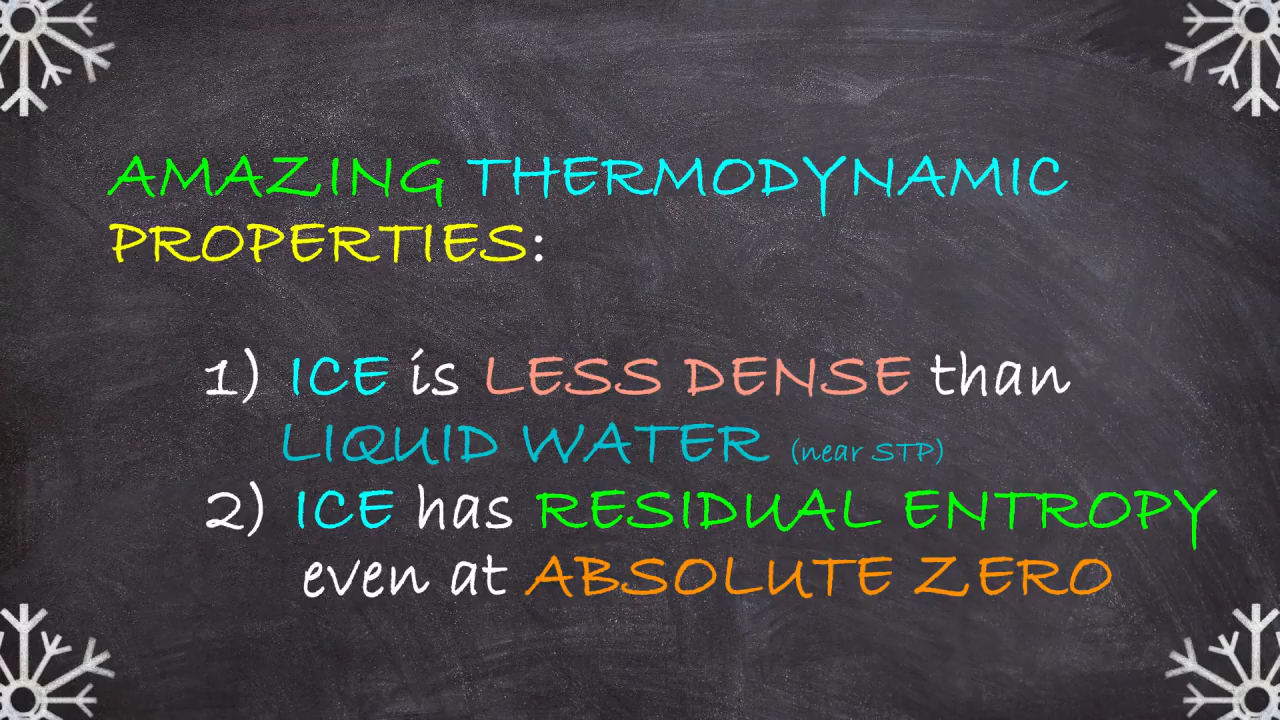 AMAZING THERMODYNAMIC
PROPERTIES:
1) ICE is LESS DENSE than
LIQUID WATER (near STP)
2) ICE has RESIDUAL ENTROPY
even at ABSOLUTE ZERO